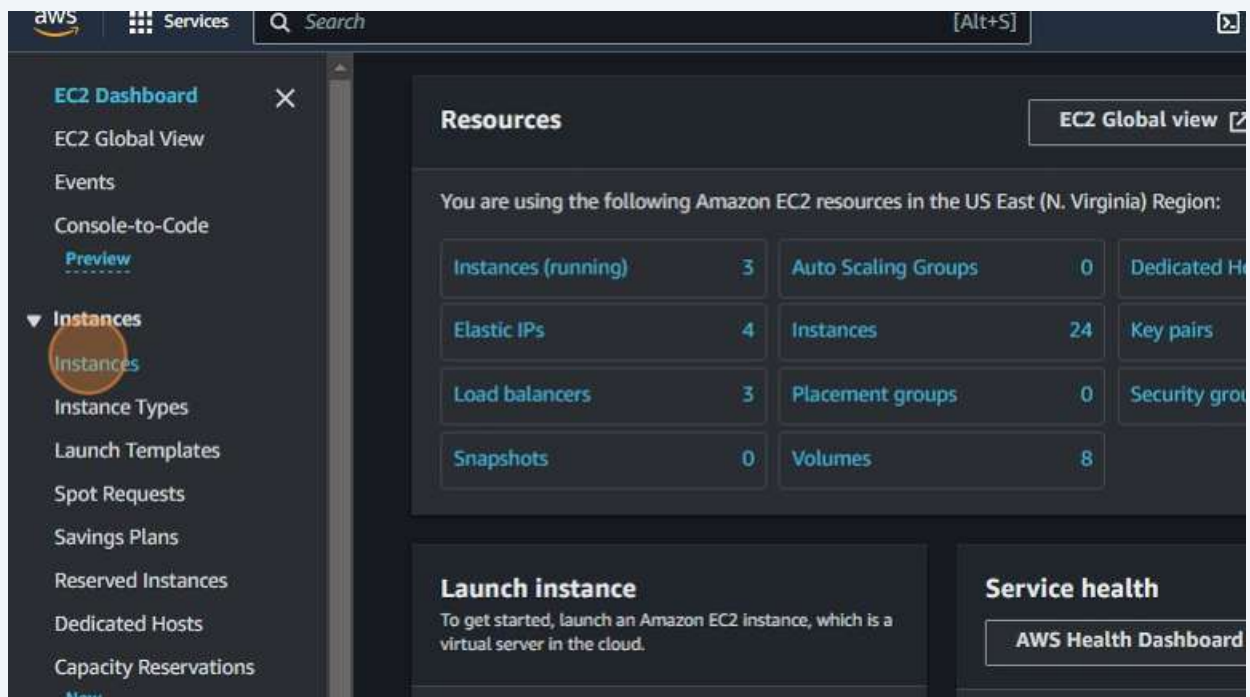 aws
Services
Search
[Alt+S]
EC2 Dashboard
EC2 Global View
Events
Console-to-Code
Preview
Instances
Instances
Instance Types
Launch Templates
Spot Requests
Savings Plans
Reserved Instances
Dedicated Hosts
Capacity Reservations
New
Resources
EC2 Global view
You are using the following Amazon EC2 resources in the US East (N. Virginia) Region:
Instances (running) 3
Auto Scaling Groups 0
Dedicated
Elastic IPs 4
Instances 24
Key pairs
Load balancers 3
Placement groups 0
Security
Snapshots 0
Volumes 8
Launch instance
To get started, launch an Amazon EC2 instance, which is a
virtual server in the cloud.
Service health
AWS Health Dashboard